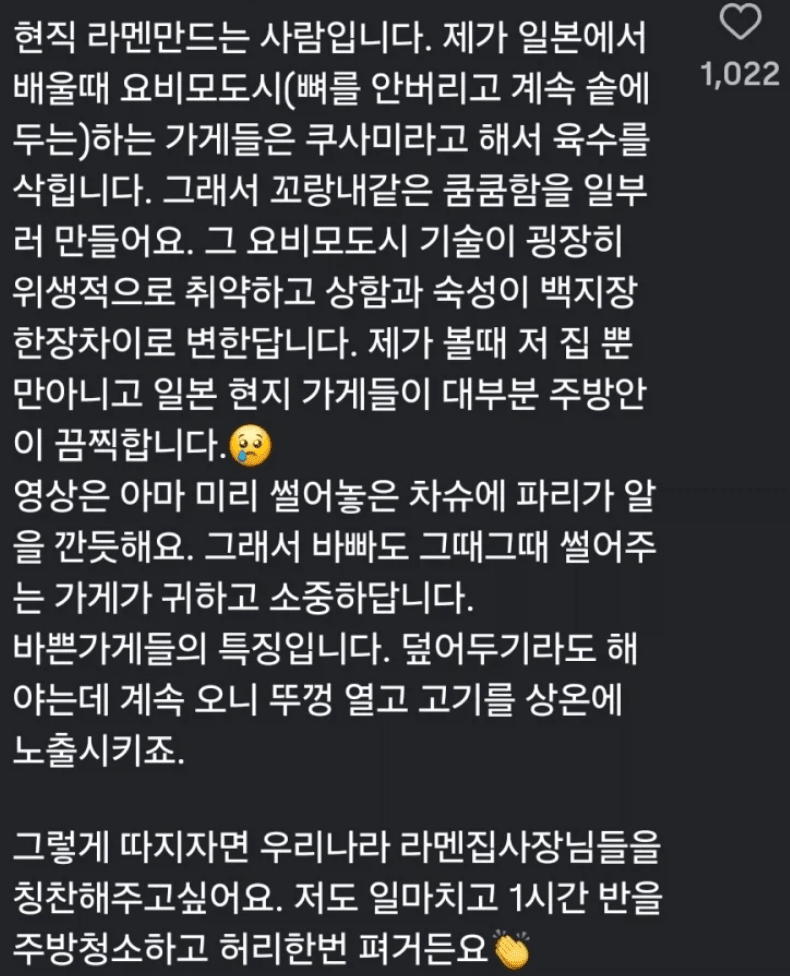 현직 라멘만드는 사람입니다. 제가 일본에서
1,022
배울때 요비모도시(뼈를 안버리고 계속 솥에
두는)하는 가게들은 쿠사미라고 해서 육수를
삭힙니다. 그래서 꼬랑내같은 쿰쿰함을 일부
러 만들어요. 그 요비모도시 기술이 굉장히
위생적으로 취약하고 상함과 숙성이 백지장
한장차이로 변한답니다. 제가 볼때 저 집 뿐
만아니고 일본 현지 가게들이 대부분 주방안
이 끔찍합니다.😢
영상은 아마 미리 썰어놓은 차슈에 파리가 알
을 깐듯해요. 그래서 바빠도 그때그때 썰어주
는 가게가 귀하고 소중하답니다.
바쁜가게들의 특징입니다. 덮어두기라도 해
야는데 계속 오니 뚜껑 열고 고기를 상온에
노출시키죠.
그렇게 따지자면 우리나라 라멘집사장님들을
칭찬해주고싶어요. 저도 일마치고 1시간 반을
주방청소하고 허리한번 펴거든요👏